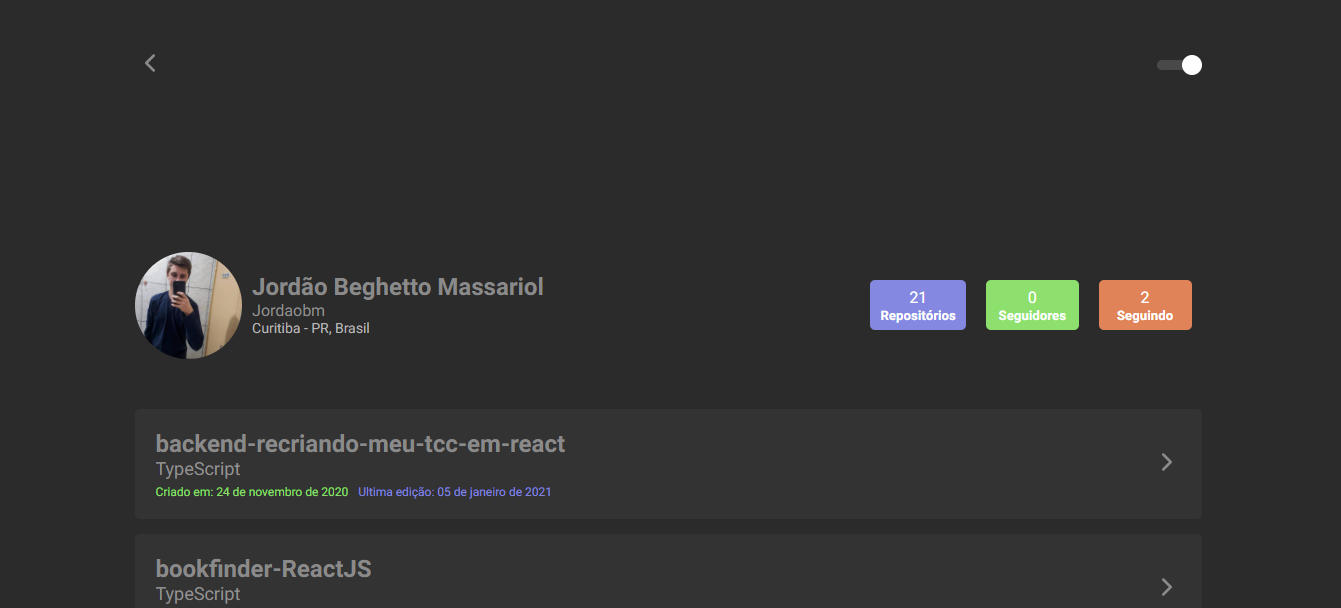 Jordão Beghetto Massariol
Jordaobm
Curitiba - PR, Brasil
21
Repositórios
0
Seguidores
2
Seguindo
backend-recriando-meu-tcc-em-react
TypeScript
Criado em: 24 de novembro de 2020 Ultima edição: 05 de janeiro de 2021
bookfinder-ReactJS
TypeScript